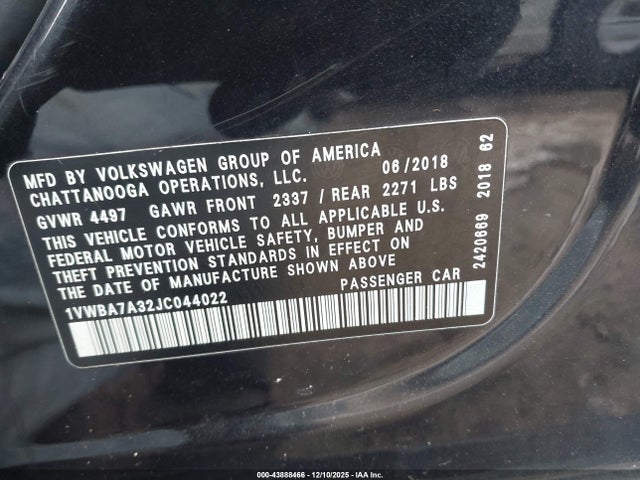 MFD BY VOLKSWAGEN GROUP OF AMERICA
CHATTANOOGA OPERATIONS, LLC. 06/2018
GVWR 4497 GAWR FRONT 2337 / REAR 2271 LBS
THIS VEHICLE CONFORMS TO ALL APPLICABLE U.S.
FEDERAL MOTOR VEHICLE SAFETY, BUMPER AND
THEFT PREVENTION STANDARDS IN EFFECT ON
THE DATE OF MANUFACTURE SHOWN ABOVE
1VWBA7A32JC044022 PASSENGER CAR
2420669 2018 62
000-43888466 - 12/10/2025 - IAA Inc.